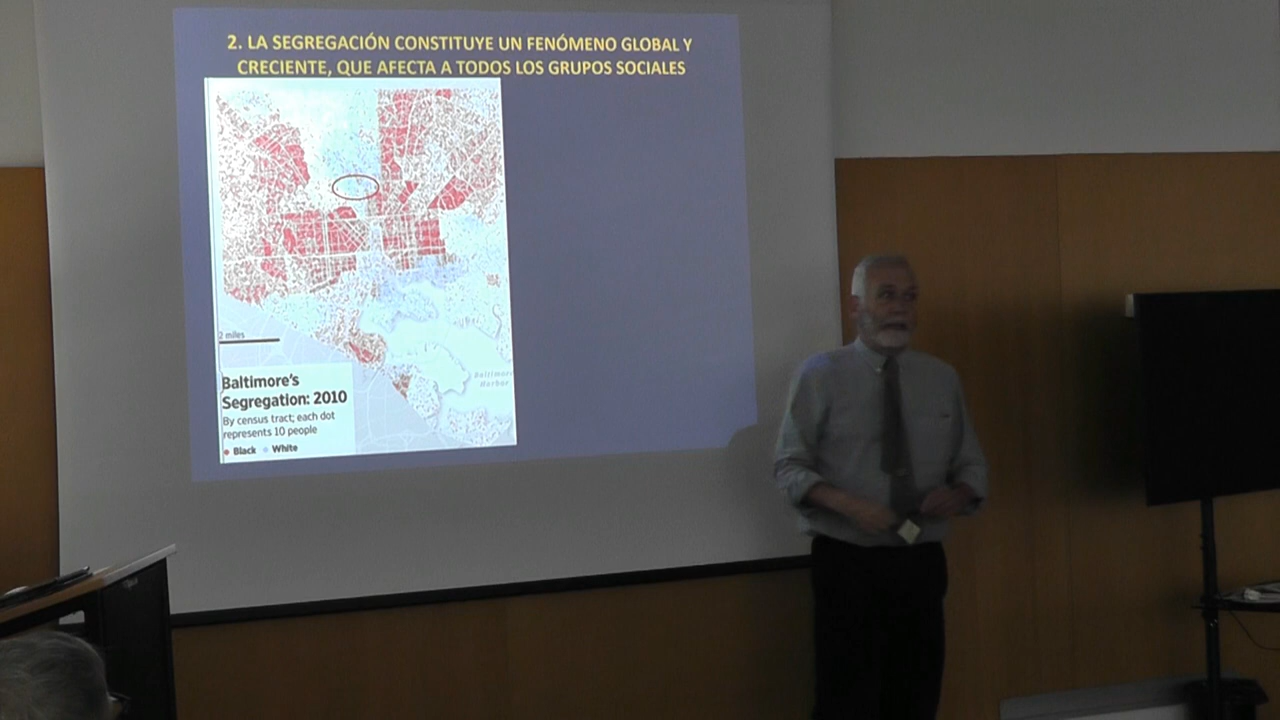 2. LA SEGREGACIÓN CONSTITUYE UN FENÓMENO GLOBAL Y
CRECIENTE, QUE AFECTA A TODOS LOS GRUPOS SOCIALES
2 miles
Baltimore
Harbor
Baltimore's
Segregation: 2010
By census tract; each dot
represents 10 people
Black White